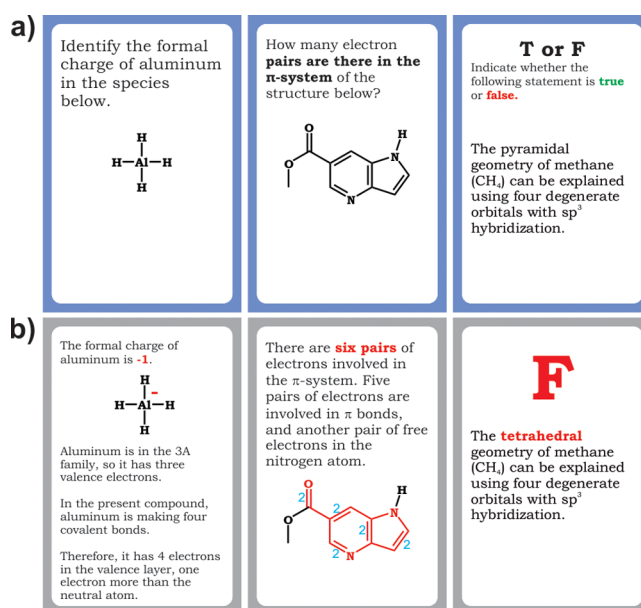 a)
Identify the formal
charge of aluminum
in the species
below.
H
H Al H
H
How many electron
pairs are there in the
π-system of the
structure below?
O
H
O
N
N
T or F
Indicate whether the
following statement is true
or false.
The pyramidal
geometry of methane
(CH₄) can be explained
using four degenerate
orbitals with sp³
hybridization.
b)
The formal charge of
aluminum is -1.
H
H Al H
H
-
Aluminum is in the 3A
family, so it has three
valence electrons.
In the present compound,
aluminum is making four
covalent bonds.
Therefore, it has 4 electrons
in the valence layer, one
electron more than the
neutral atom.
There are six pairs of
electrons involved in
the π-system. Five
pairs of electrons are
involved in π bonds,
and another pair of free
electrons in the
nitrogen atom.
O
2
H
O
2
N
2
2
2
N
F
The tetrahedral
geometry of methane
(CH₄) can be explained
using four degenerate
orbitals with sp³
hybridization.